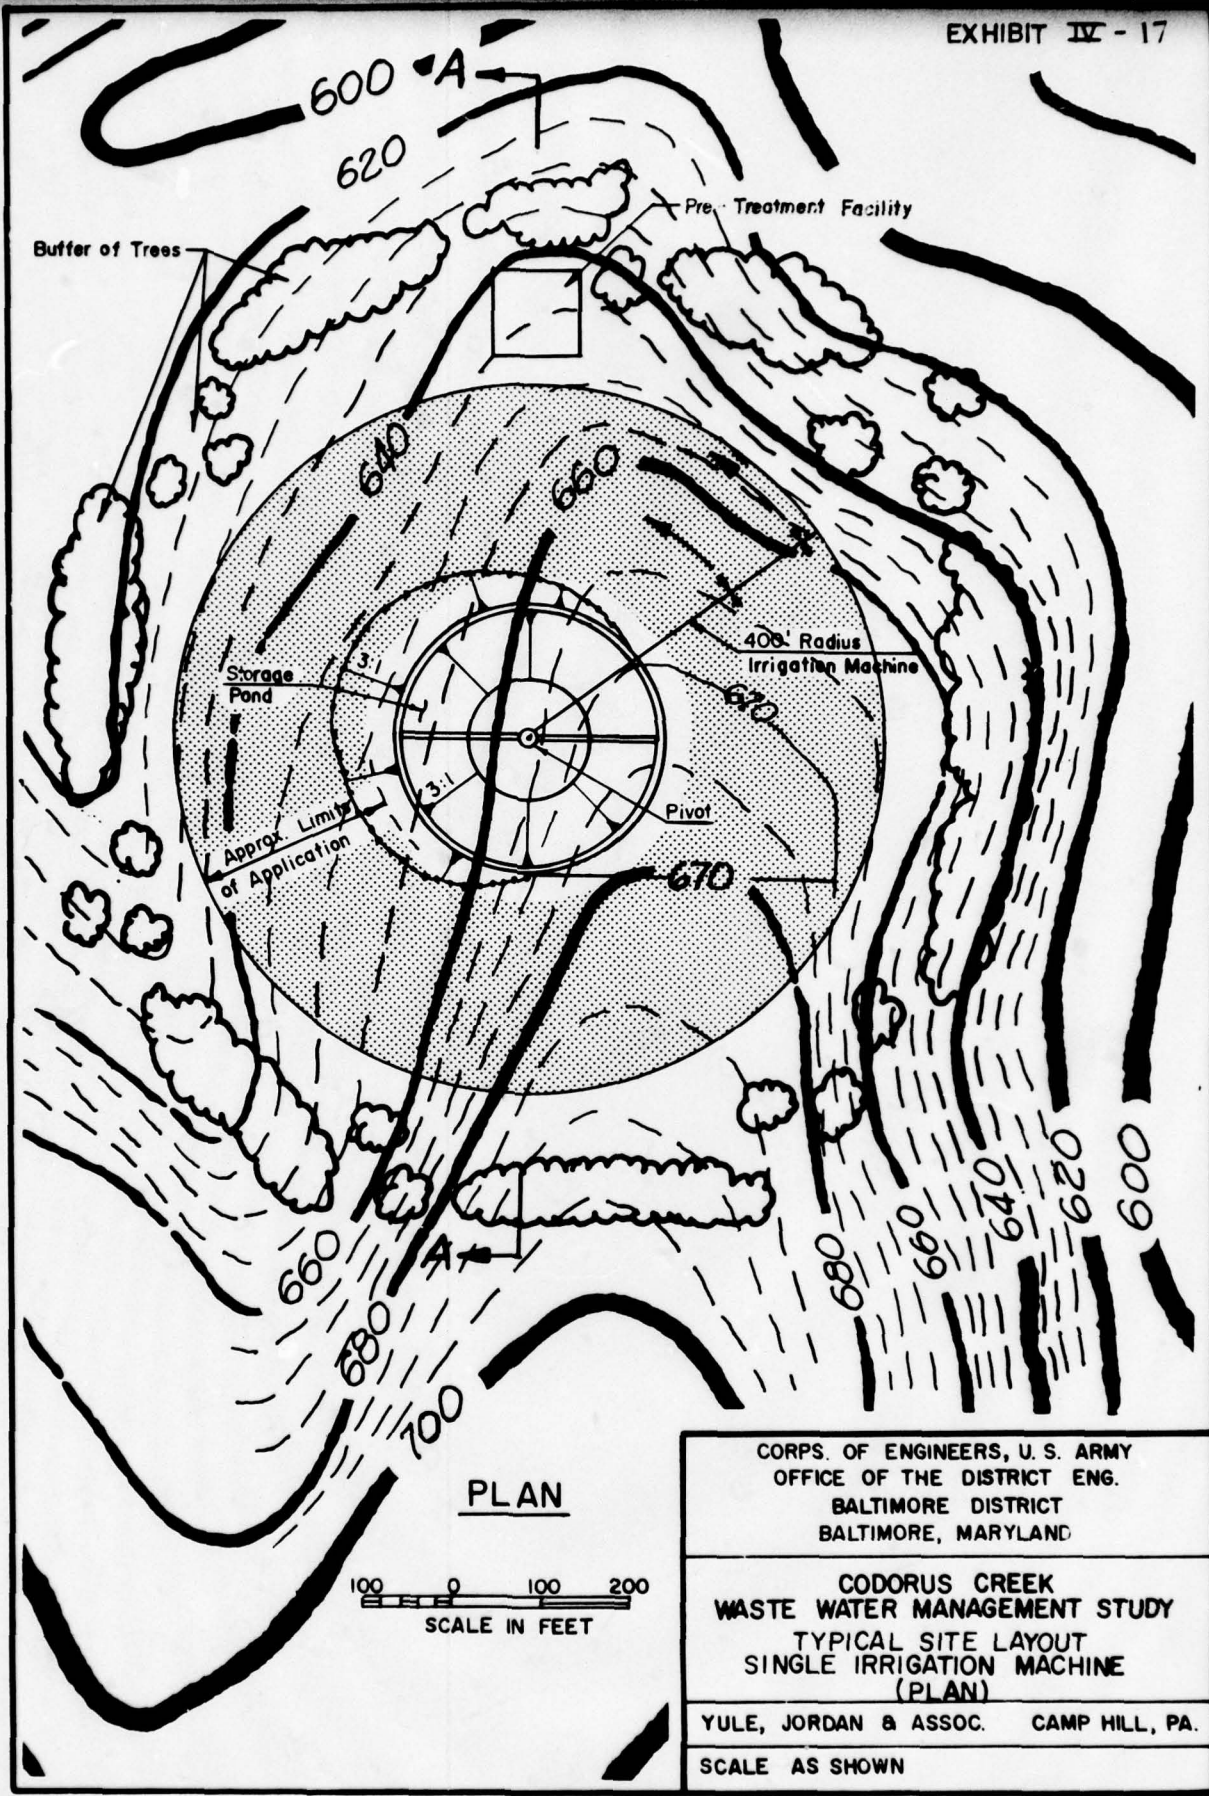 EXHIBIT IV - 17
600
A
620
Pre-Treatment Facility
Buffer of Trees
640
660
400' Radius
Irrigation Machine
Storage
Pond
3:1
670
3:1
Pivot
Approx. Limits
of Application
670
660
A
680
700
680
660
640
620
600
PLAN
100 0 100 200
SCALE IN FEET
CORPS. OF ENGINEERS, U. S. ARMY
OFFICE OF THE DISTRICT ENG.
BALTIMORE DISTRICT
BALTIMORE, MARYLAND
CODORUS CREEK
WASTE WATER MANAGEMENT STUDY
TYPICAL SITE LAYOUT
SINGLE IRRIGATION MACHINE
(PLAN)
YULE, JORDAN & ASSOC. CAMP HILL, PA.
SCALE AS SHOWN